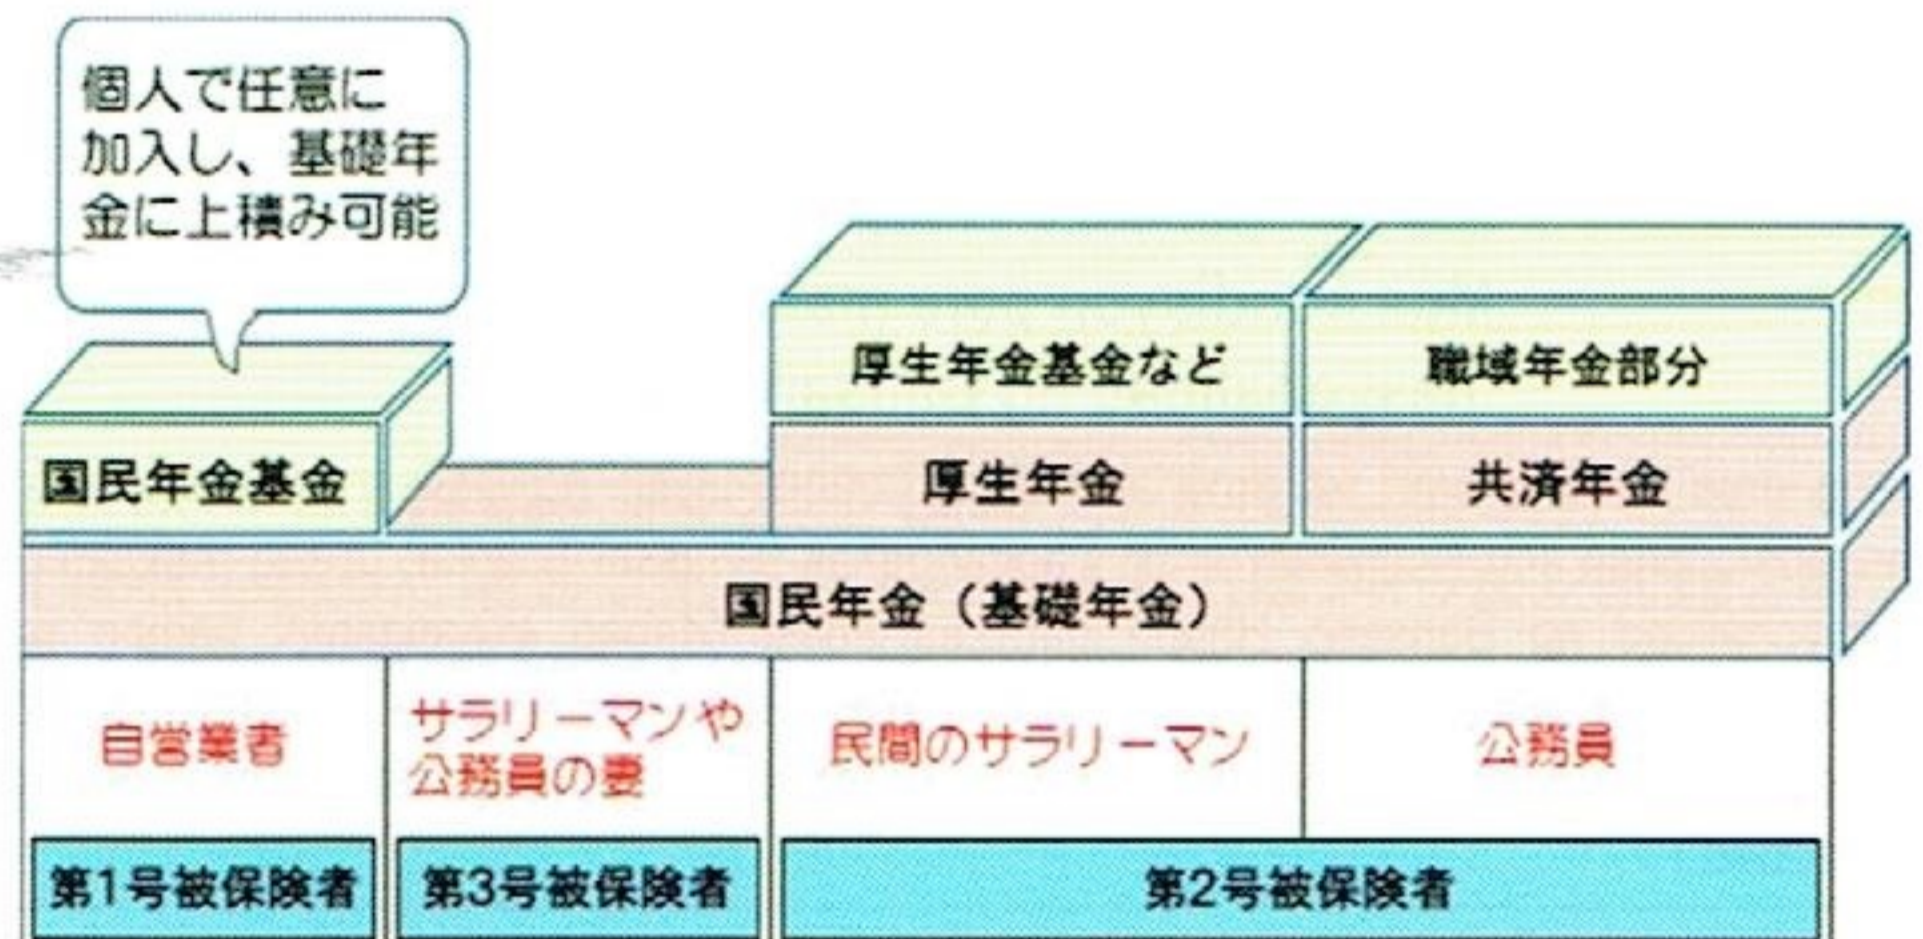 個人で任意に
加入し、基礎年
金に上積み可能
厚生年金基金など
職域年金部分
国民年金基金
厚生年金
共済年金
国民年金（基礎年金）
自営業者
サラリーマンや
公務員の妻
民間のサラリーマン
公務員
第1号被保険者
第3号被保険者
第2号被保険者